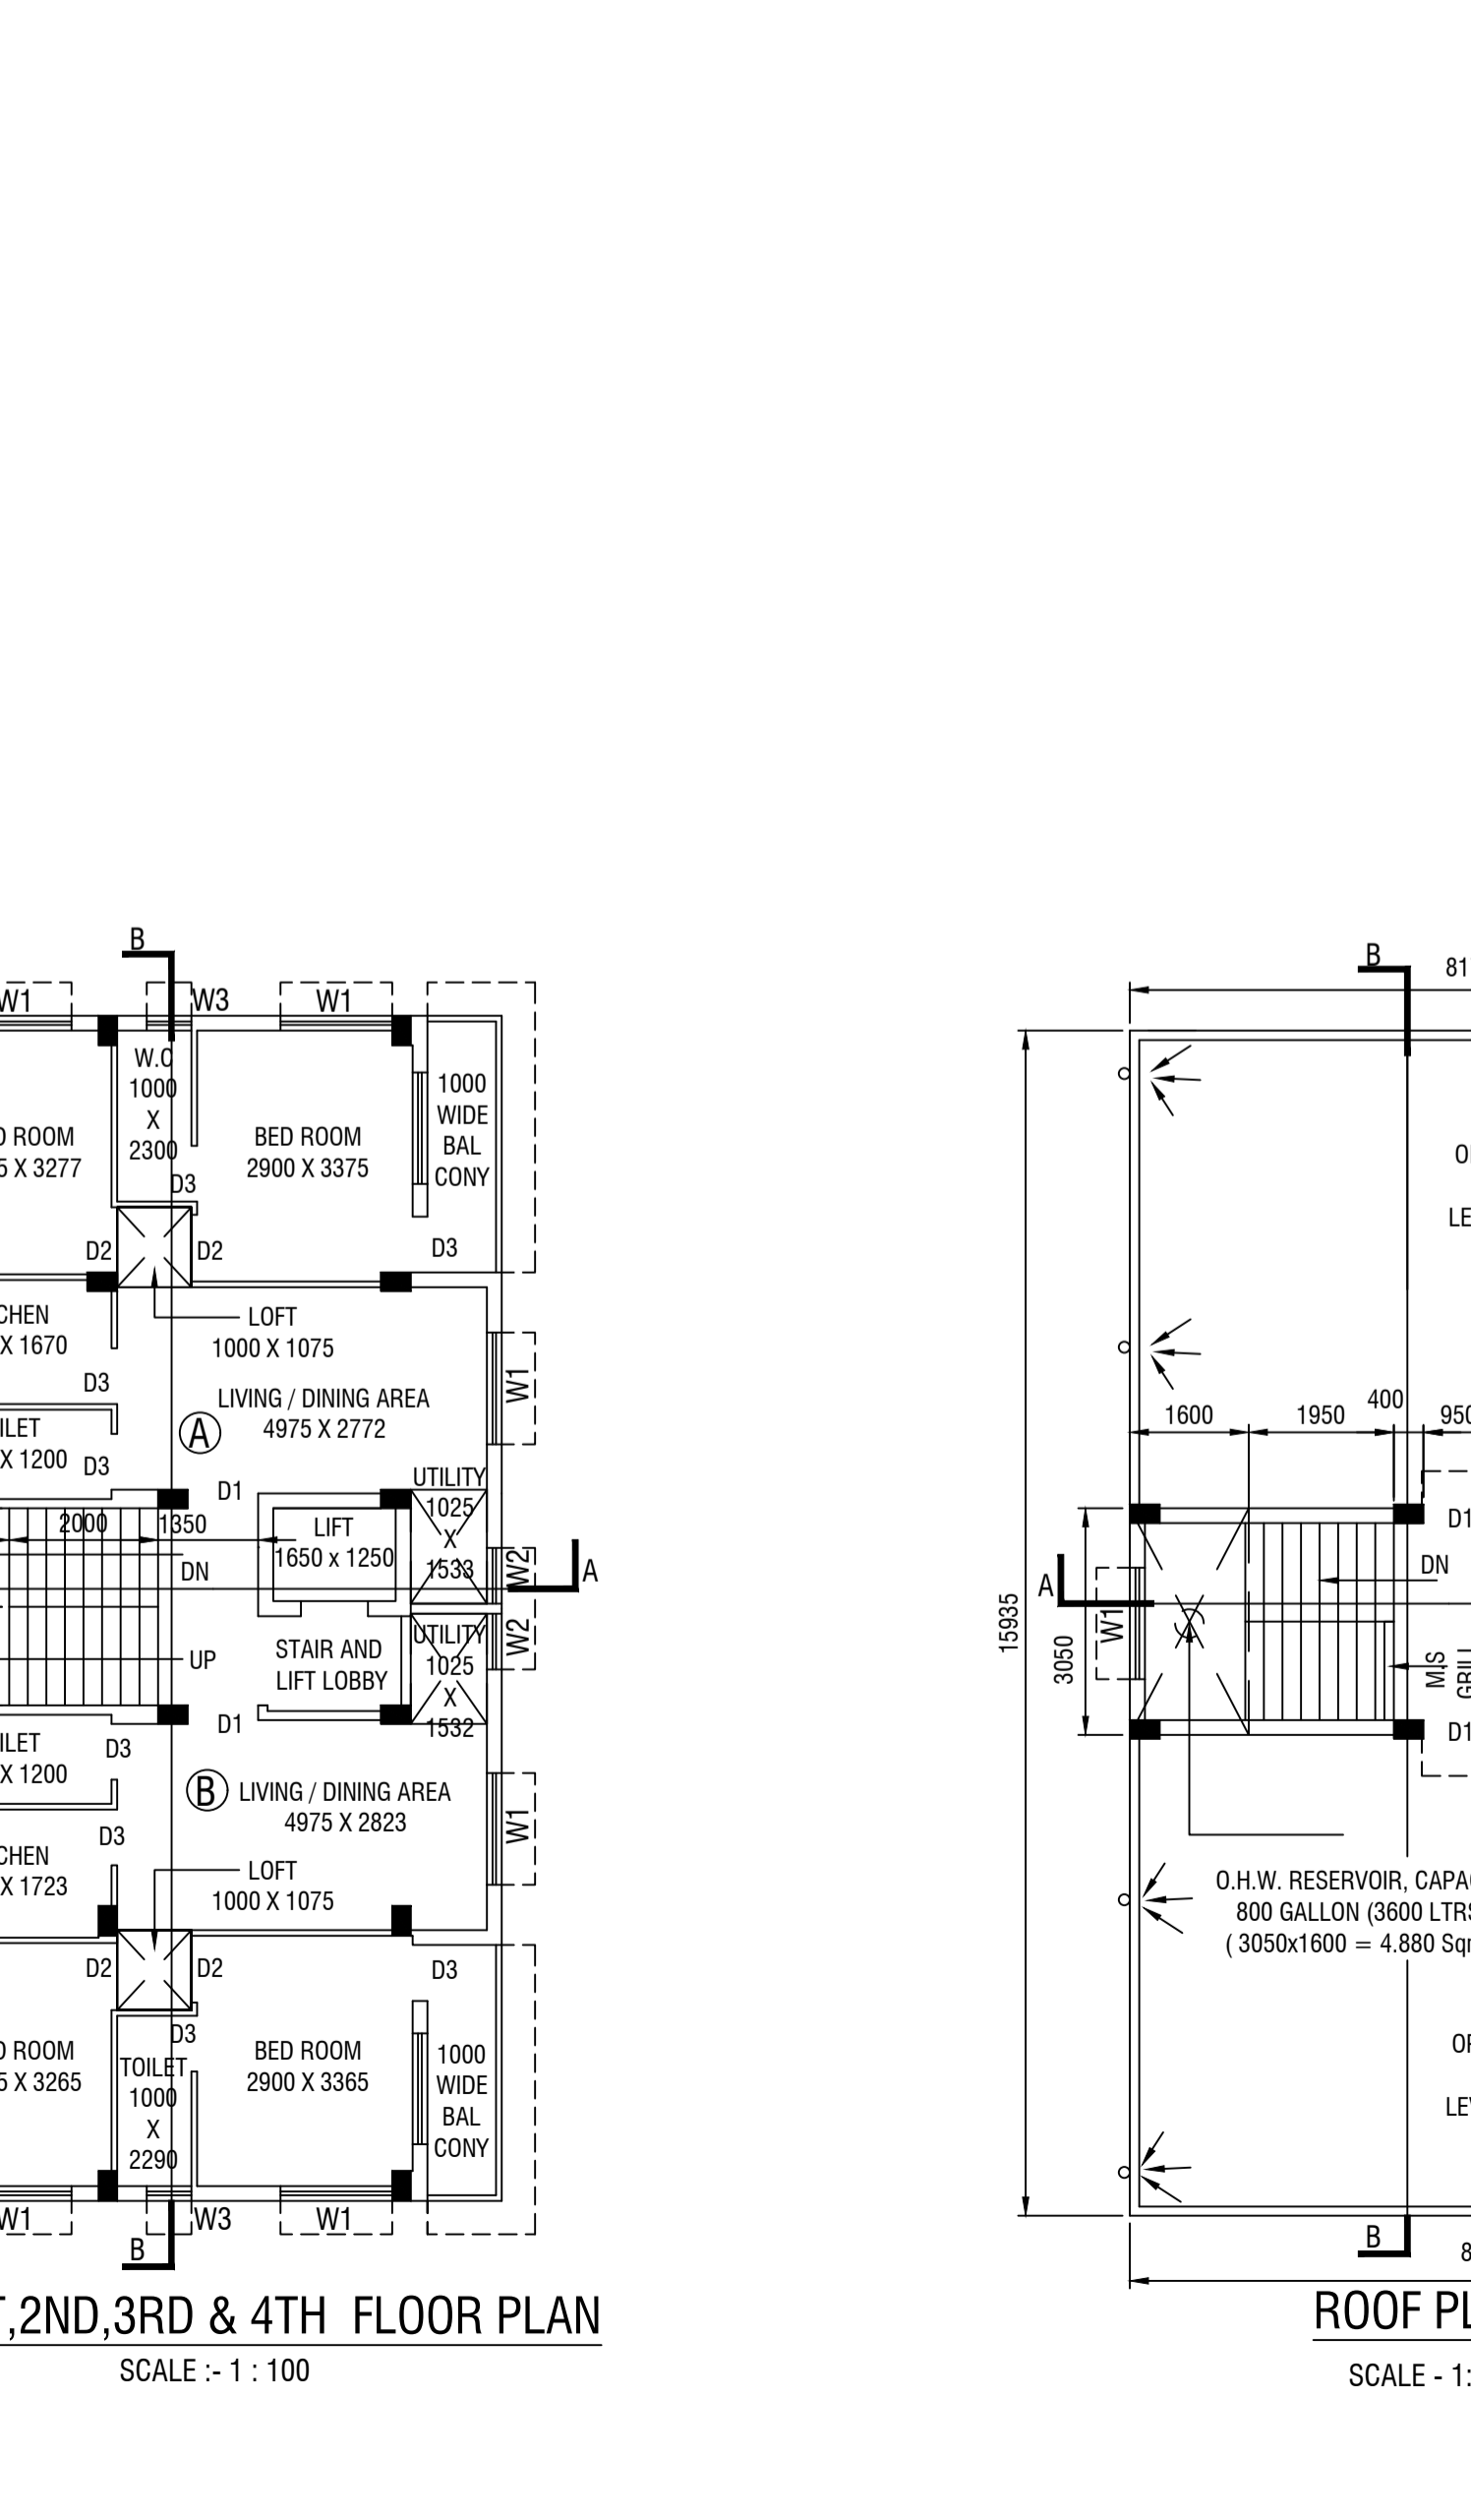 B
W1
W3
W1
W.C
1000
X
2300
D3
BED ROOM
2900 X 3375
1000
WIDE
BAL
CONY
D ROOM
5 X 3277
D2
D2
D3
CHEN
X 1670
LOFT
1000 X 1075
D3
LIVING / DINING AREA
4975 X 2772
A
W1
ILET
X 1200
D3
D1
UTILITY
1025
X
1533
2000
1350
LIFT
1650 x 1250
DN
W2
A
W2
STAIR AND
LIFT LOBBY
UTILITY
1025
X
1532
UP
D1
ILET
X 1200
D3
B
LIVING / DINING AREA
4975 X 2823
W1
D3
CHEN
X 1723
LOFT
1000 X 1075
D2
D2
D3
D3
D ROOM
5 X 3265
TOILET
1000
X
2290
BED ROOM
2900 X 3365
1000
WIDE
BAL
CONY
W1
W3
W1
B
,2ND,3RD & 4TH FLOOR PLAN
SCALE :- 1 : 100
B
81
LE
400
1600
1950
950
D1
DN
A
W1
15935
3050
M.S
GRILL
D1
O.H.W. RESERVOIR, CAPAC
800 GALLON (3600 LTRS
( 3050x1600 = 4.880 Sqm
OP
LEV
B
8
ROOF PL
SCALE - 1: